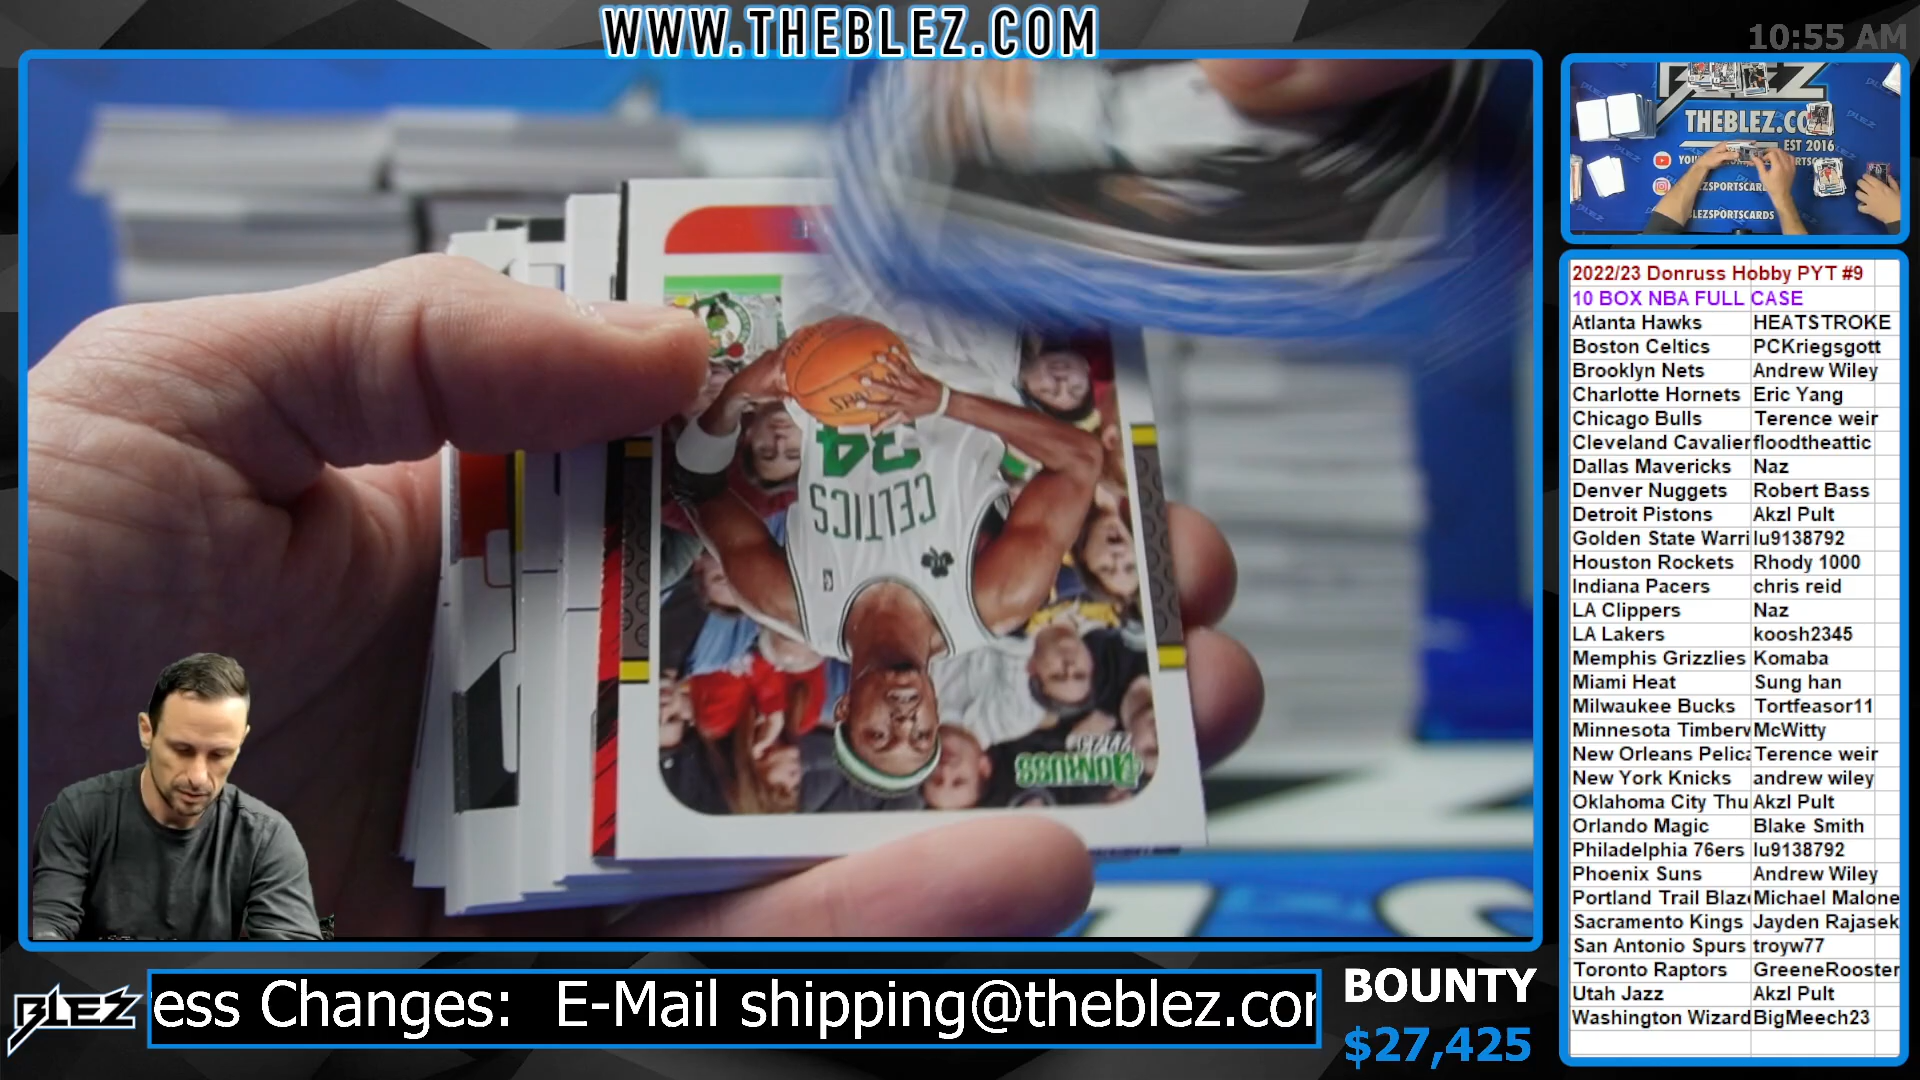 WWW.THEBLEZ.COM
10:55 AM
BLEZ
THEBLEZ.CO
EST 2016
LEZSPORTSCARDS
34
CELTICS
DONRUSS
2022/23 Donruss Hobby PYT #9
10 BOX NBA FULL CASE
Atlanta Hawks HEATSTROKE
Boston Celtics PCKriegsgott
Brooklyn Nets Andrew Wiley
Charlotte Hornets Eric Yang
Chicago Bulls Terence weir
Cleveland Cavalier floodtheattic
Dallas Mavericks Naz
Denver Nuggets Robert Bass
Detroit Pistons Akzl Pult
Golden State Warri lu9138792
Houston Rockets Rhody 1000
Indiana Pacers chris reid
LA Clippers Naz
LA Lakers koosh2345
Memphis Grizzlies Komaba
Miami Heat Sung han
Milwaukee Bucks Tortfeasor11
Minnesota Timberv McWitty
New Orleans Pelica Terence weir
New York Knicks andrew wiley
Oklahoma City Thu Akzl Pult
Orlando Magic Blake Smith
Philadelphia 76ers lu9138792
Phoenix Suns Andrew Wiley
Portland Trail Blaze Michael Malone
Sacramento Kings Jayden Rajasek
San Antonio Spurs troyw77
Toronto Raptors GreeneRooster
Utah Jazz Akzl Pult
Washington Wizard BigMeech23
BLEZ
ess Changes: E-Mail shipping@theblez.com
BOUNTY
$27,425